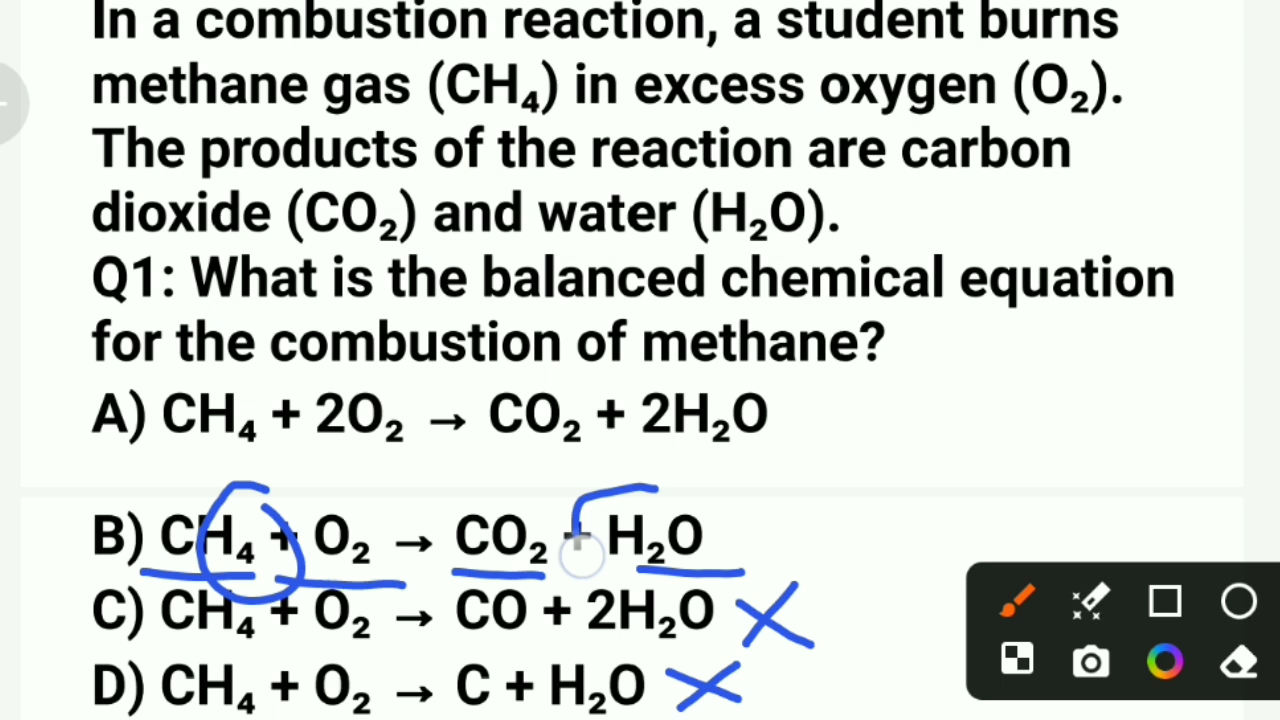 In a combustion reaction, a student burns
methane gas (CH₄) in excess oxygen (O₂).
The products of the reaction are carbon
dioxide (CO₂) and water (H₂O).
Q1: What is the balanced chemical equation
for the combustion of methane?
A) CH₄ + 2O₂ → CO₂ + 2H₂O
B) CH₄ + O₂ → CO₂ + H₂O
C) CH₄ + O₂ → CO + 2H₂O
D) CH₄ + O₂ → C + H₂O